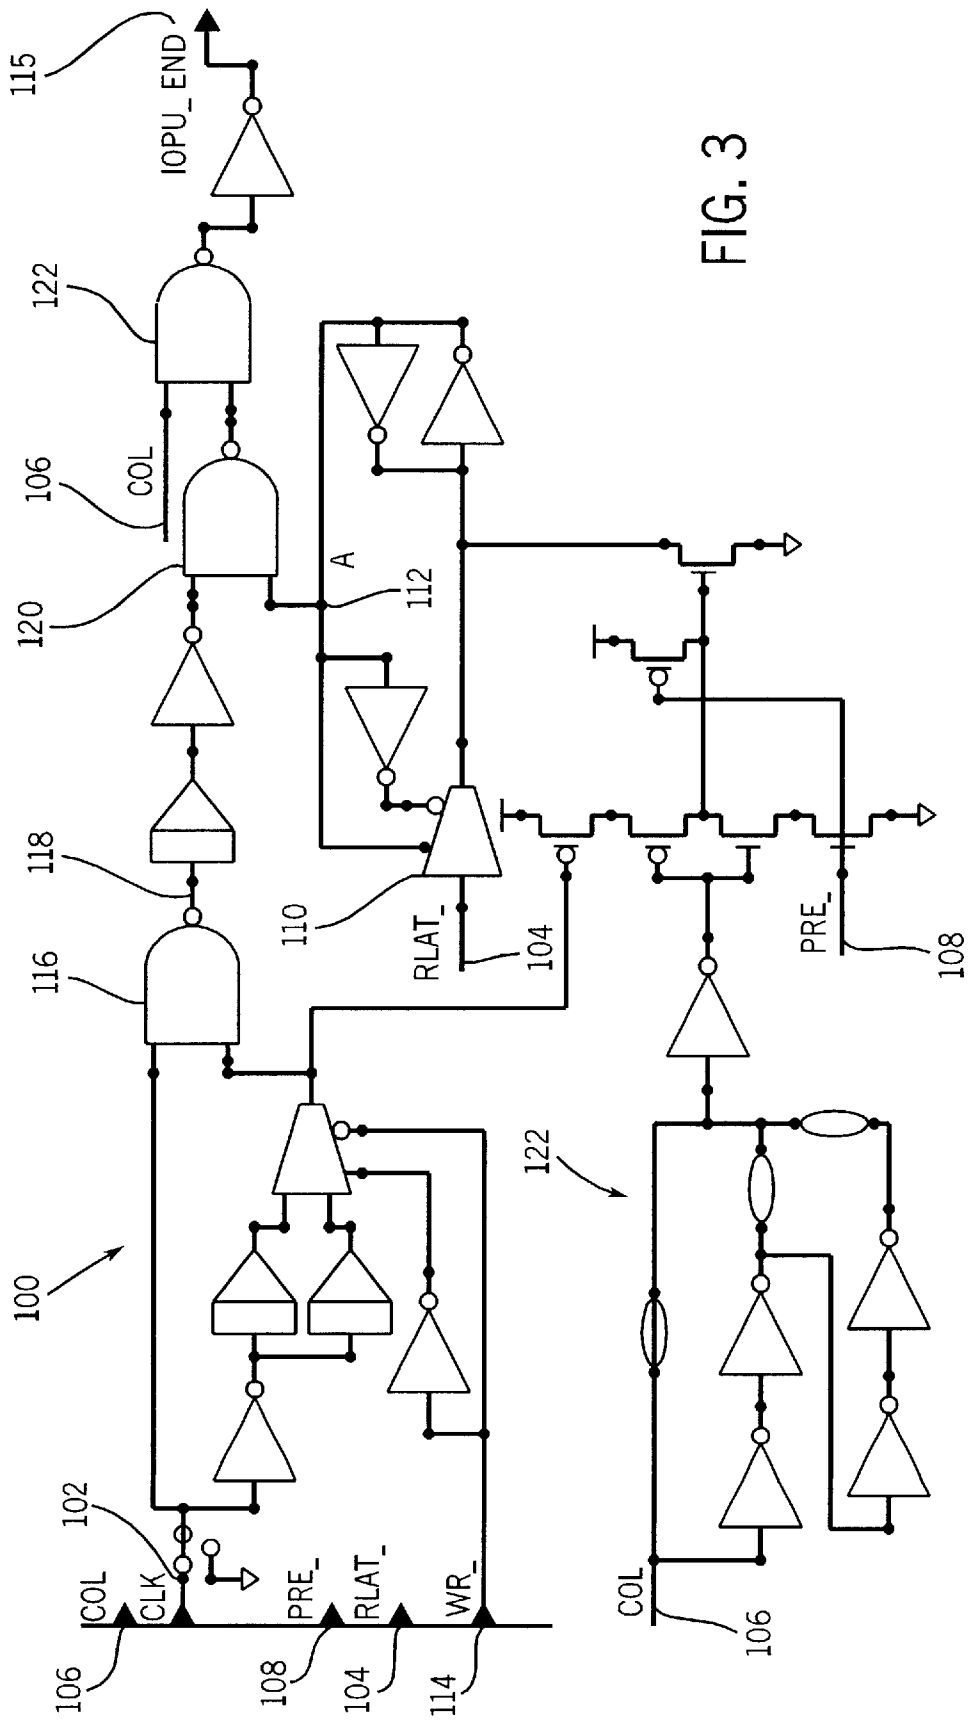 FIG. 3
100
COL
106
CLK
102
PRE_
108
RLAT_
104
WR_
114
116
118
120
COL
106
122
IOPU_END
115
A
112
RLAT_
104
110
PRE_
108
122
COL
106